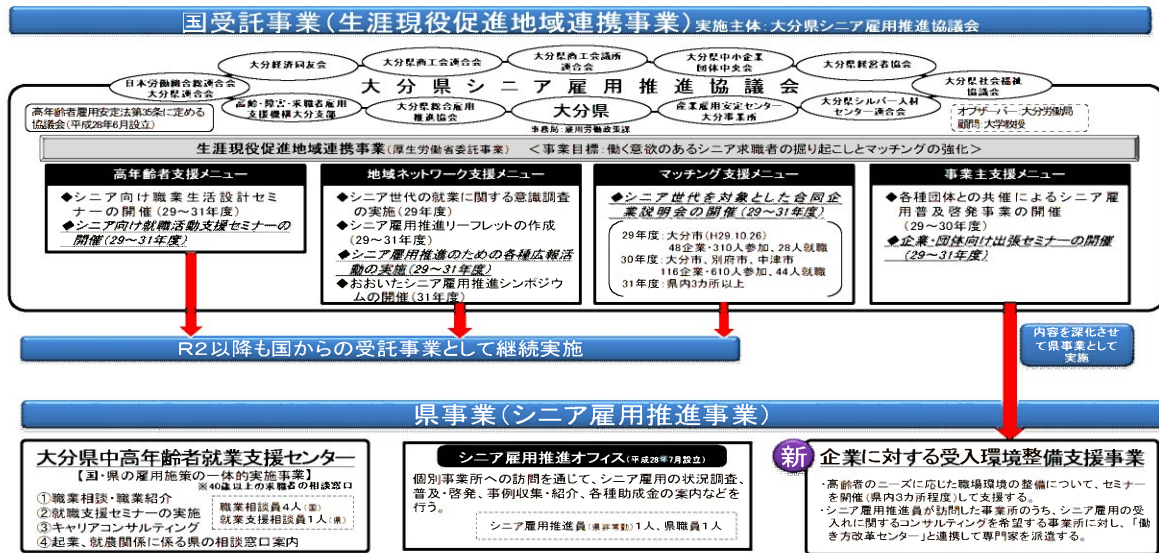 国受託事業（生涯現役促進地域連携事業）実施主体：大分県シニア雇用推進協議会
大分経済同友会
大分県商工会連合会
大分県商工会議所
連合会
大分県中小企業
団体中央会
大分県経営者協会
日本労働組合総連合会
大分県連合会
大分県シニア雇用推進協議会
大分県社会福祉
協議会
高年齢者雇用安定法第35条に定める
協議会（平成28年6月設立）
高齢・障害・求職者雇用
支援機構大分支部
大分県総合雇用
推進協会
大分県
事務局：雇用労働政策課
産業雇用安定センター
大分事業所
大分県シルバー人材
センター連合会
オブザーバー：大分労働局
顧問：大学教授
生涯現役促進地域連携事業（厚生労働省委託事業）　＜事業目標：働く意欲のあるシニア求職者の掘り起こしとマッチングの強化＞
高年齢者支援メニュー
◆シニア向け職業生活設計セミ
ナーの開催（29～31年度）
◆シニア向け就職活動支援セミナーの
開催（29～31年度）
地域ネットワーク支援メニュー
◆シニア世代の就業に関する意識調査
の実施（29年度）
◆シニア雇用推進リーフレットの作成
（29～31年度）
◆シニア雇用推進のための各種広報活
動の実施（29～31年度）
◆おおいたシニア雇用推進シンポジウ
ムの開催（31年度）
マッチング支援メニュー
◆シニア世代を対象とした合同企
業説明会の開催（29～31年度）
29年度：大分市（H29.10.26）
48企業・310人参加、28人就職
30年度：大分市、別府市、中津市
116企業・610人参加、44人就職
31年度：県内3カ所以上
事業主支援メニュー
◆各種団体との共催によるシニア雇
用普及啓発事業の開催
（29～30年度）
◆企業・団体向け出張セミナーの開催
（29～31年度）
R2以降も国からの受託事業として継続実施
内容を深化させ
て県事業として
実施
県事業（シニア雇用推進事業）
大分県中高年齢者就業支援センター
【国・県の雇用施策の一体的実施事業】
※40歳以上の求職者の相談窓口
①職業相談・職業紹介
②就職支援セミナーの実施
③キャリアコンサルティング
④起業、就農関係に係る県の相談窓口案内
職業相談員4人（国）
就業支援相談員1人（県）
シニア雇用推進オフィス（平成28年7月設立）
個別事業所への訪問を通じて、シニア雇用の状況調査、
普及・啓発、事例収集・紹介、各種助成金の案内などを
行う。
シニア雇用推進員（県非常勤）1人、県職員1人
新
企業に対する受入環境整備支援事業
・高齢者のニーズに応じた職場環境の整備について、セミナー
を開催（県内3カ所程度）して支援する。
・シニア雇用推進員が訪問した事業所のうち、シニア雇用の受
入れに関するコンサルティングを希望する事業所に対し、「働
き方改革センター」と連携して専門家を派遣する。